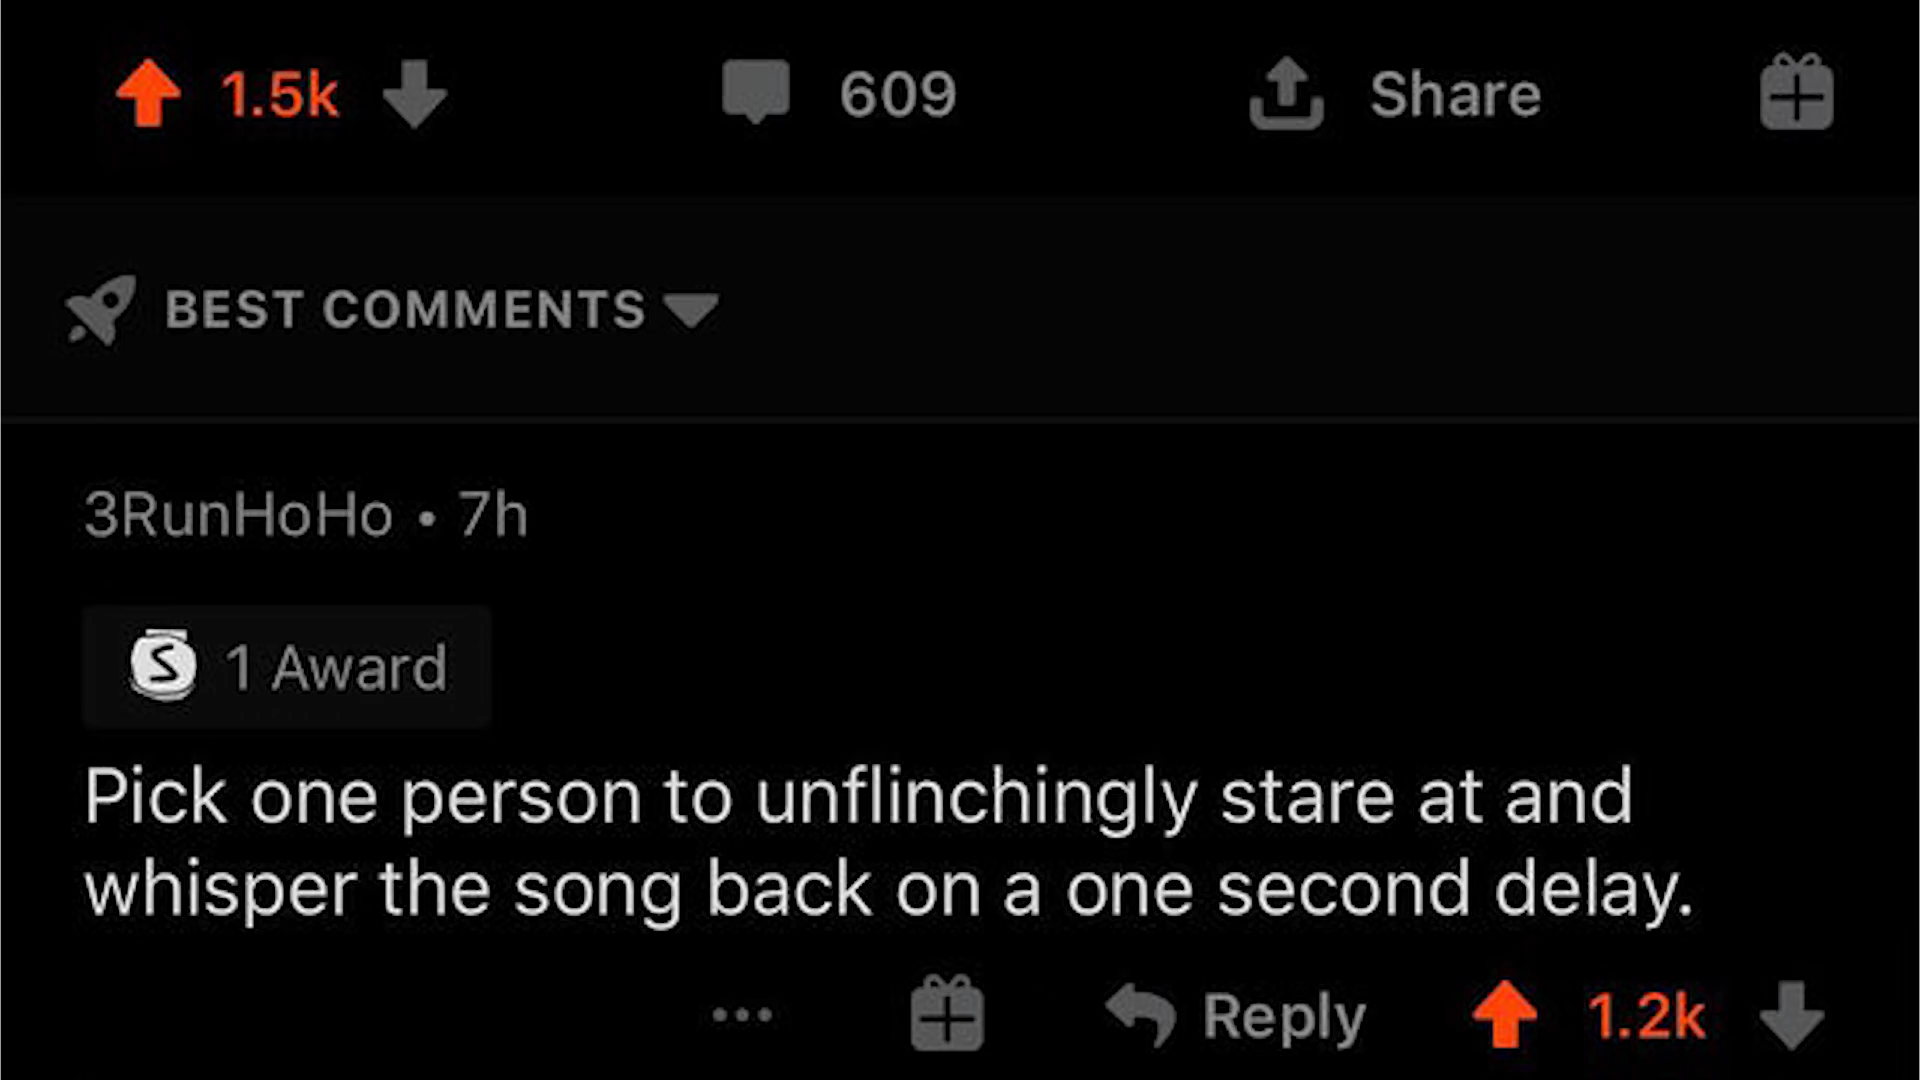 1.5k 609 Share
BEST COMMENTS
3RunHoHo • 7h
S 1 Award
Pick one person to unflinchingly stare at and
whisper the song back on a one second delay.
... Reply 1.2k